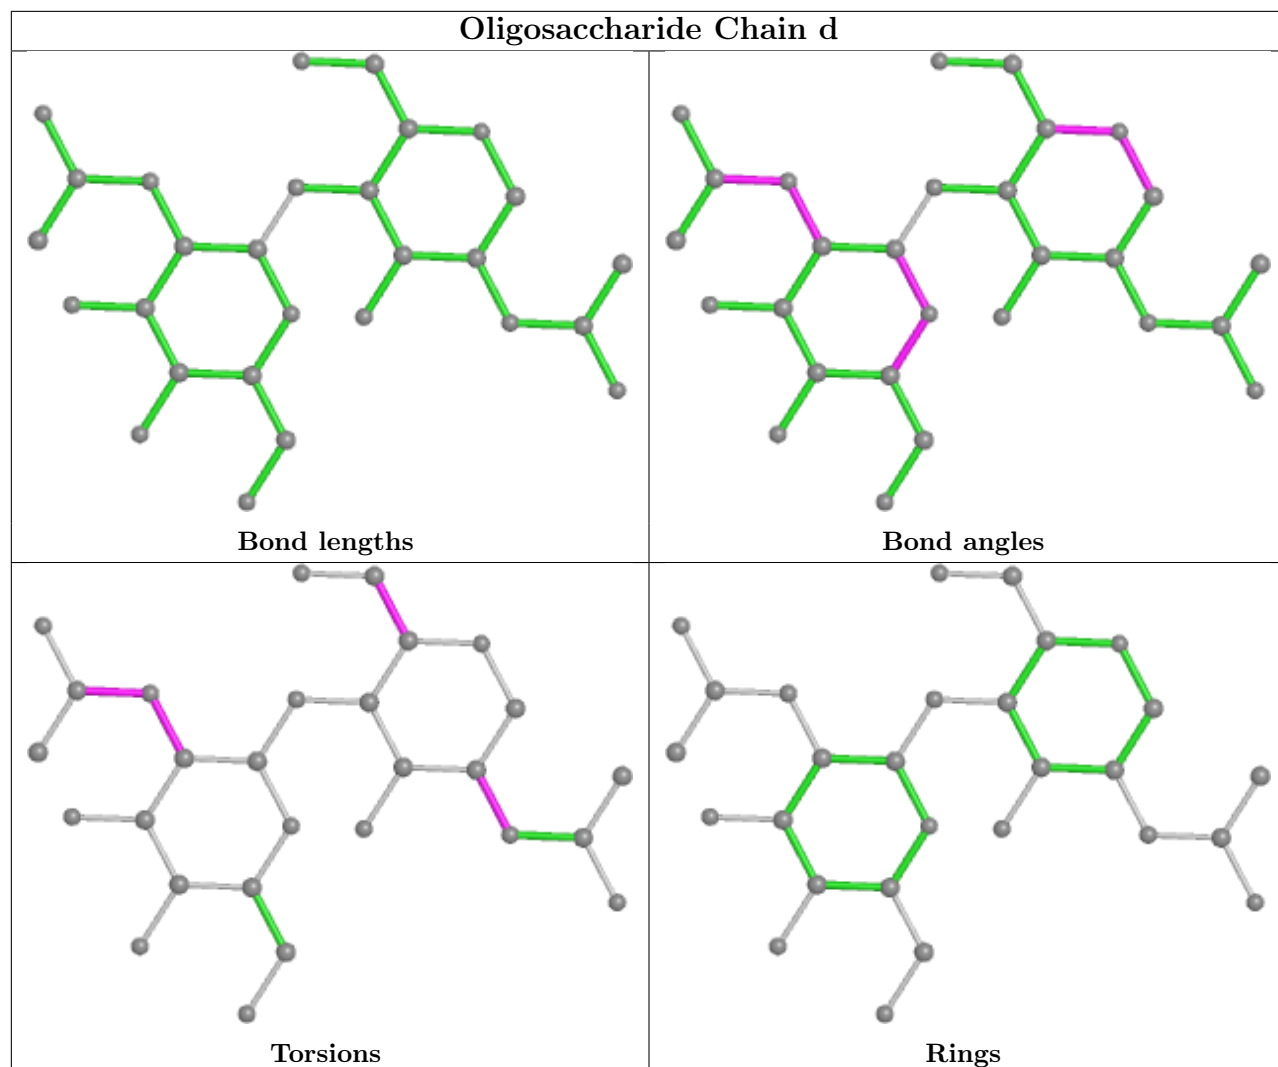 Oligosaccharide Chain d
Bond lengths
Bond angles
Torsions
Rings